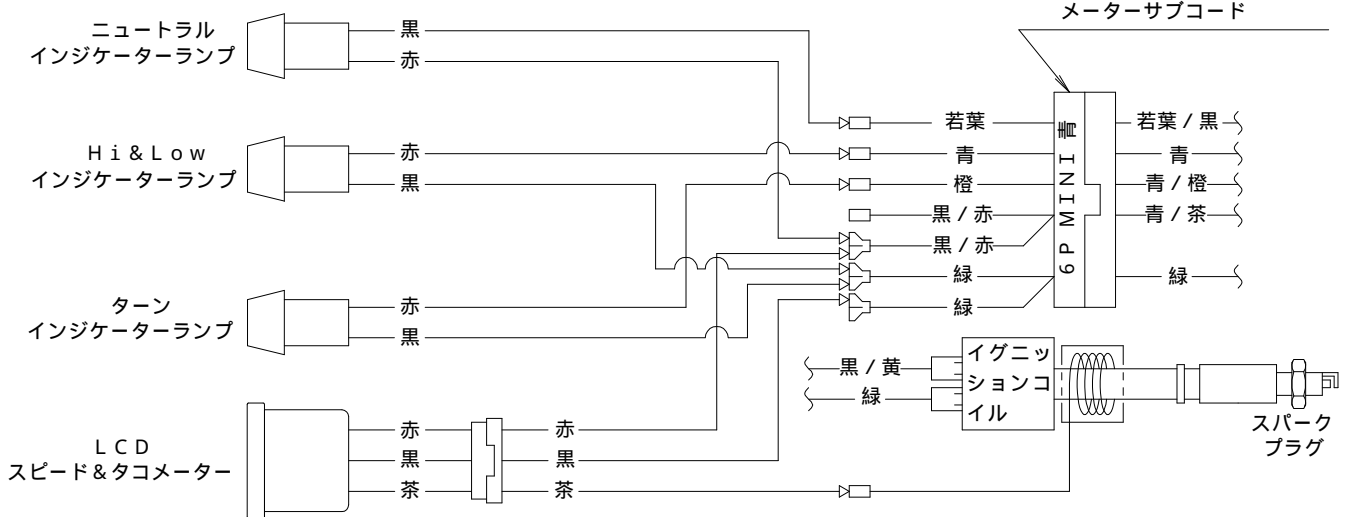 メーターサブコード
ニュートラル
インジケーターランプ
黒
赤
Hi&Low
インジケーターランプ
赤
黒
ターン
インジケーターランプ
赤
黒
LCD
スピード&タコメーター
赤
黒
茶
赤
黒
茶
若葉
青
橙
黒/赤
黒/赤
緑
緑
6P MINI 青
若葉/黒
青
青/橙
青/茶
緑
黒/黄
緑
イグニッ
ションコ
イル
スパーク
プラグ